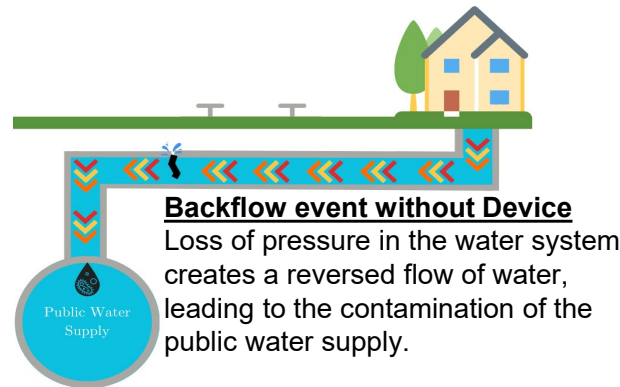 Backflow event without Device
Loss of pressure in the water system
creates a reversed flow of water,
leading to the contamination of the
public water supply.
Public Water
Supply